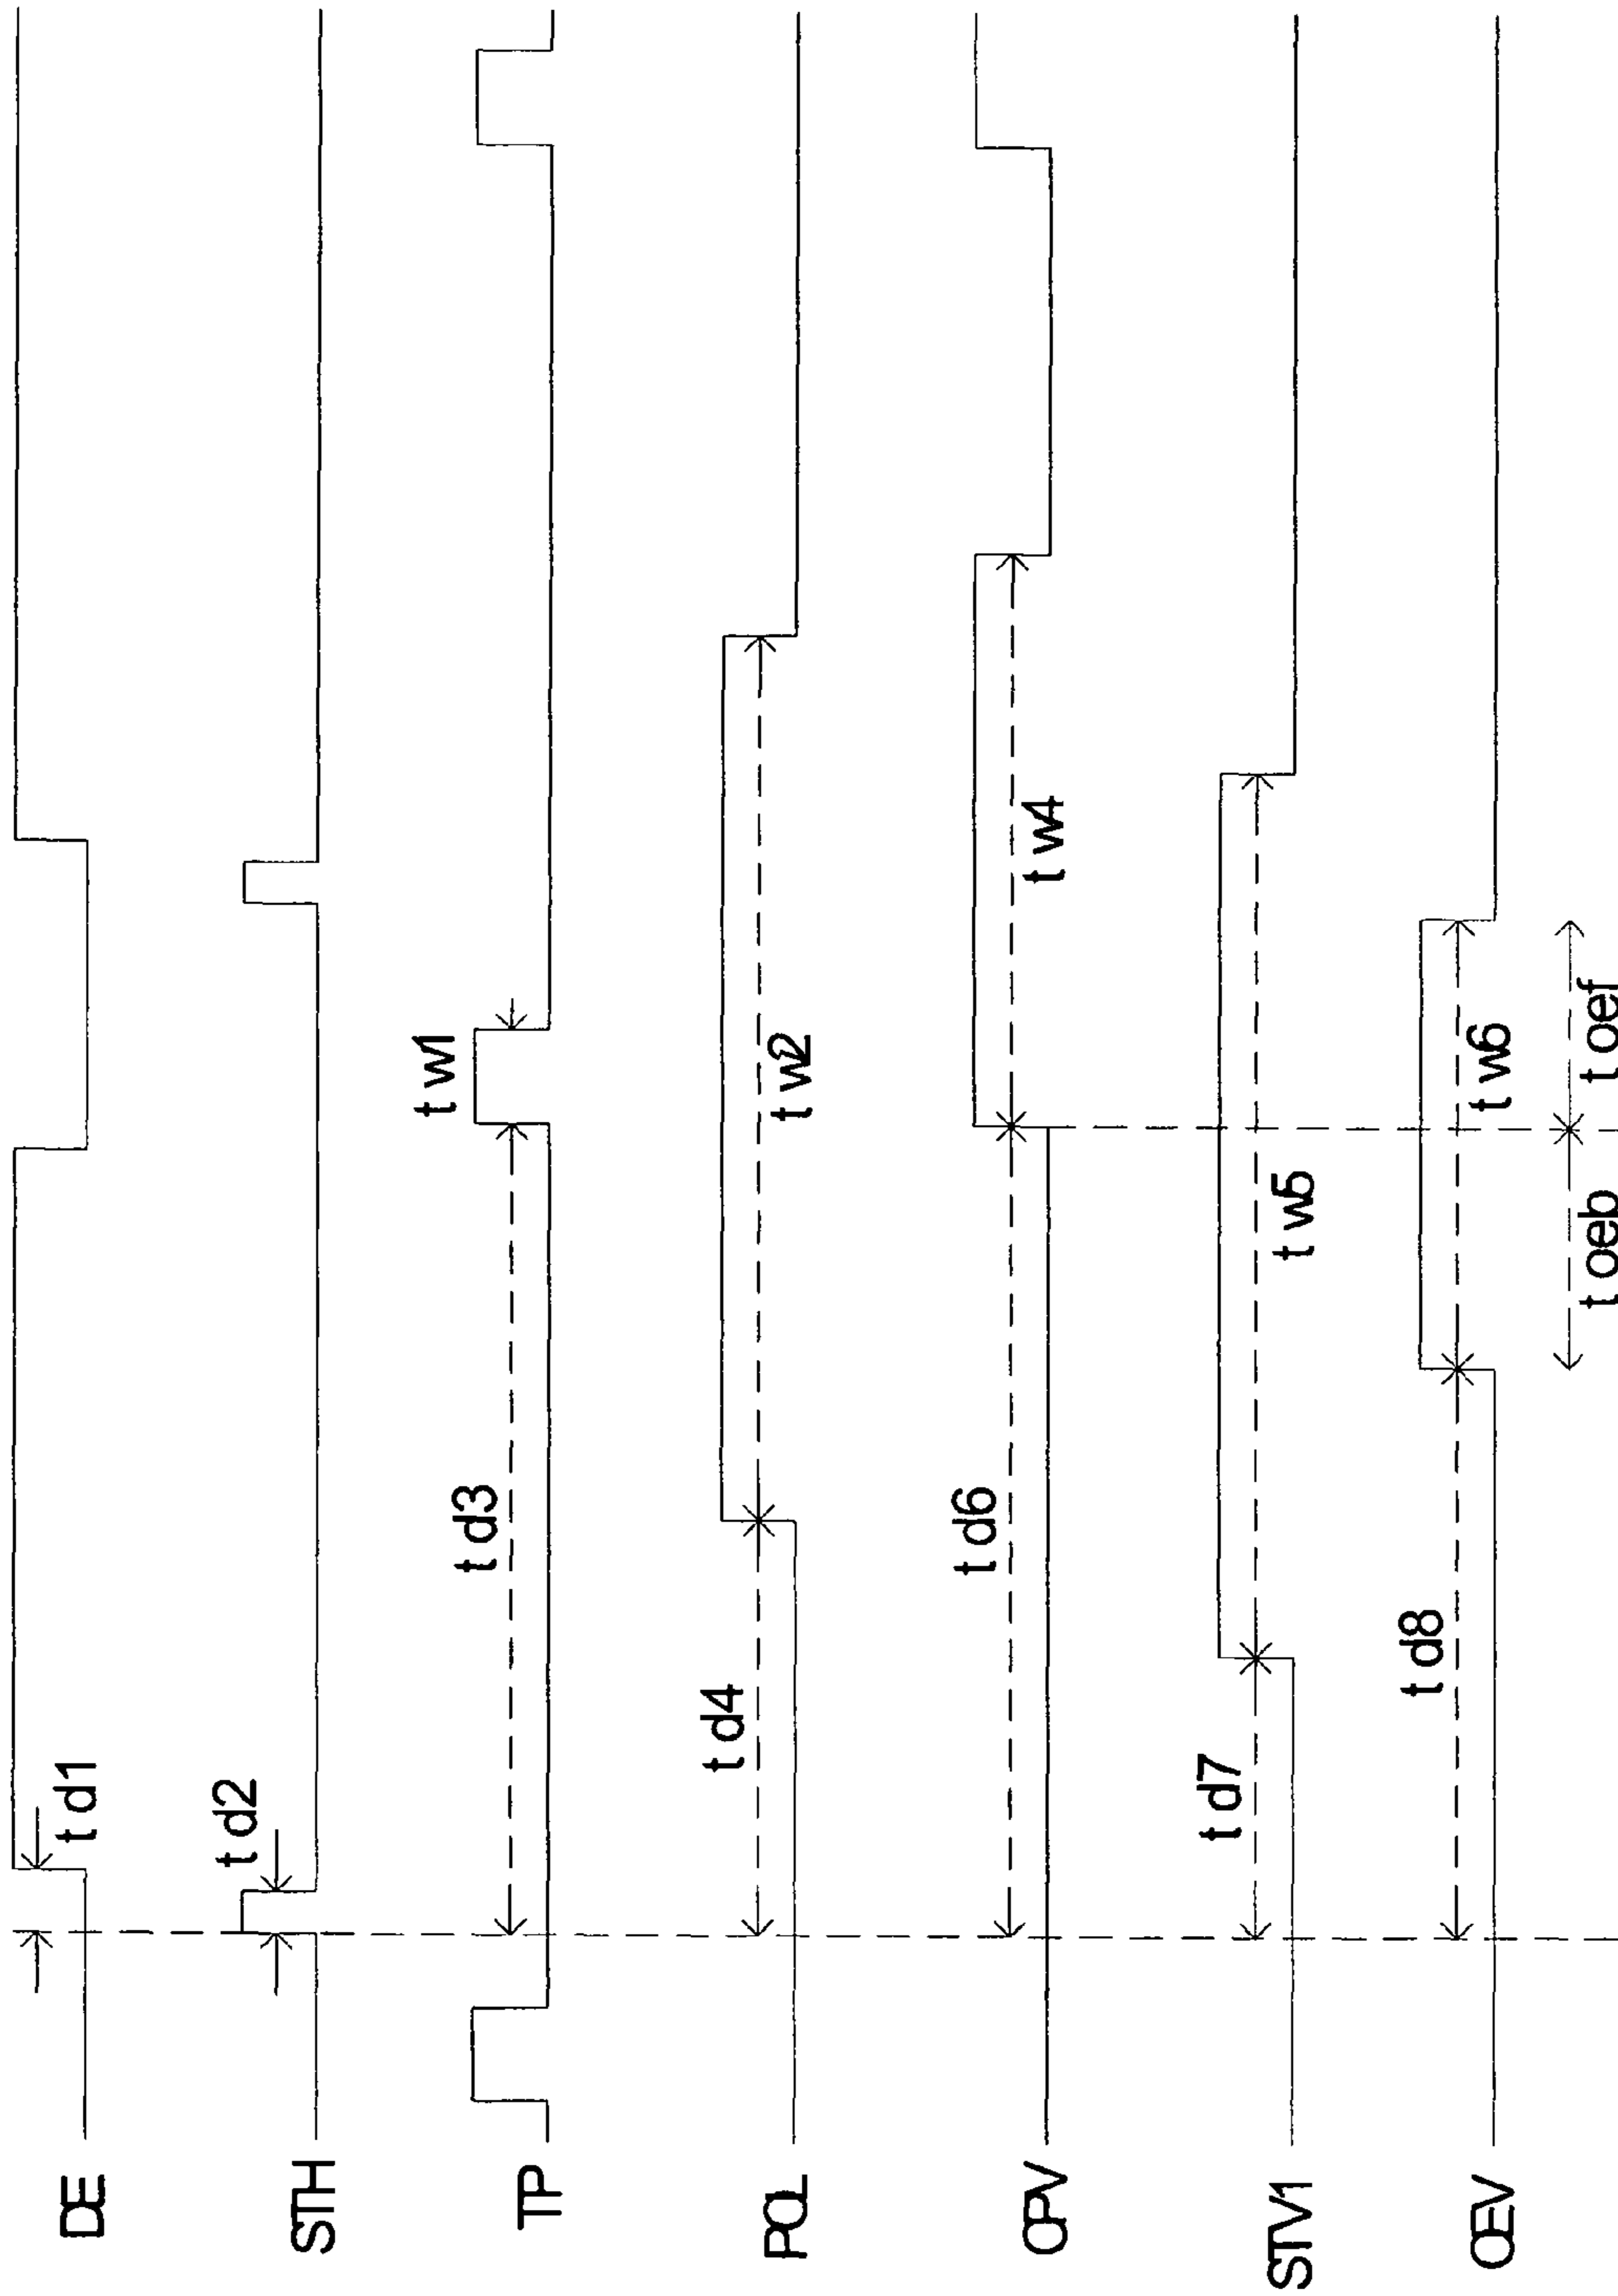 DE
t d1
STH
t d2
TP
t d3
t w1
POL
t d4
t w2
CPV
t d6
t w4
STV1
t d7
t w5
OEV
t d8
t w6
t oeb
t oef